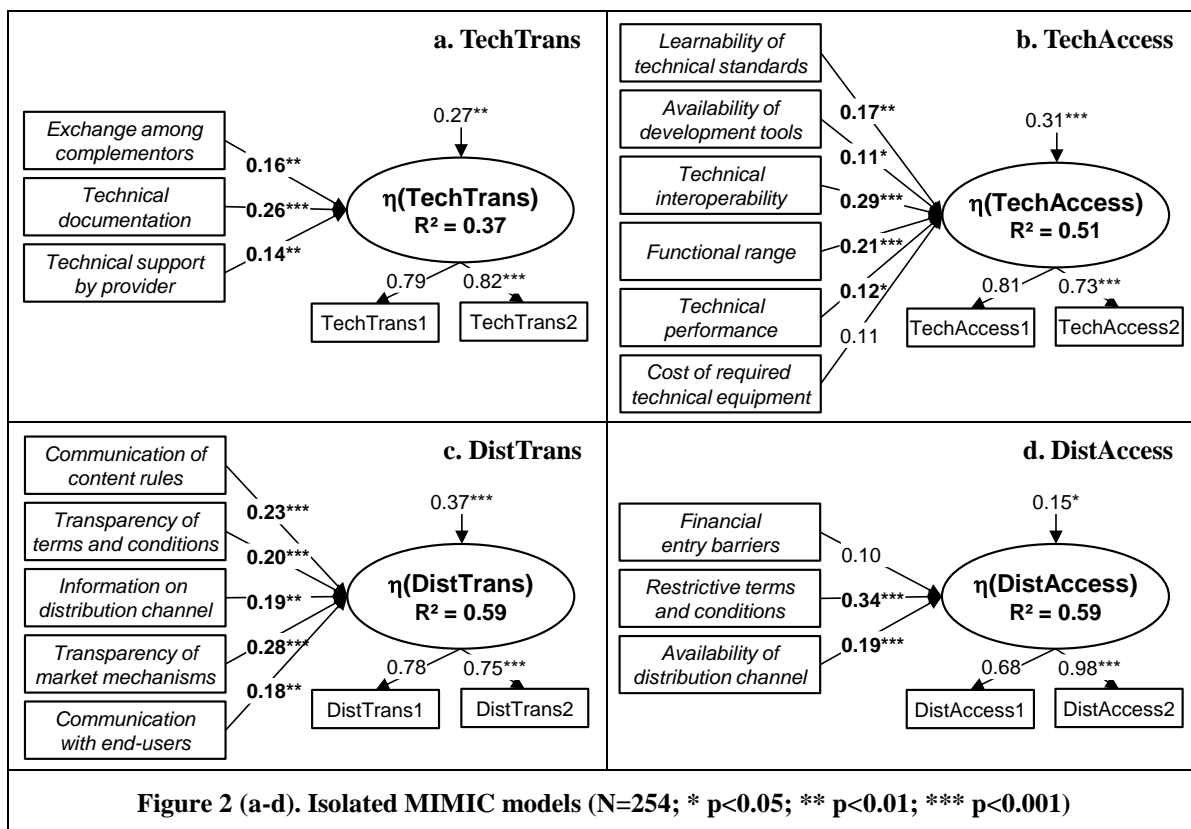 a. TechTrans
Exchange among
complementors
Technical
documentation
Technical support
by provider
0.16**
0.26***
0.14**
0.27**
η(TechTrans)
R² = 0.37
0.79
0.82***
TechTrans1
TechTrans2
b. TechAccess
Learnability of
technical standards
Availability of
development tools
Technical
interoperability
Functional range
Technical
performance
Cost of required
technical equipment
0.17**
0.11*
0.29***
0.21***
0.12*
0.11
0.31***
η(TechAccess)
R² = 0.51
0.81
0.73***
TechAccess1
TechAccess2
c. DistTrans
Communication of
content rules
Transparency of
terms and conditions
Information on
distribution channel
Transparency of
market mechanisms
Communication
with end-users
0.23***
0.20***
0.19**
0.28***
0.18**
0.37***
η(DistTrans)
R² = 0.59
0.78
0.75***
DistTrans1
DistTrans2
d. DistAccess
Financial
entry barriers
Restrictive terms
and conditions
Availability of
distribution channel
0.10
0.34***
0.19***
0.15*
η(DistAccess)
R² = 0.59
0.68
0.98***
DistAccess1
DistAccess2
Figure 2 (a-d). Isolated MIMIC models (N=254; * p<0.05; ** p<0.01; *** p<0.001)